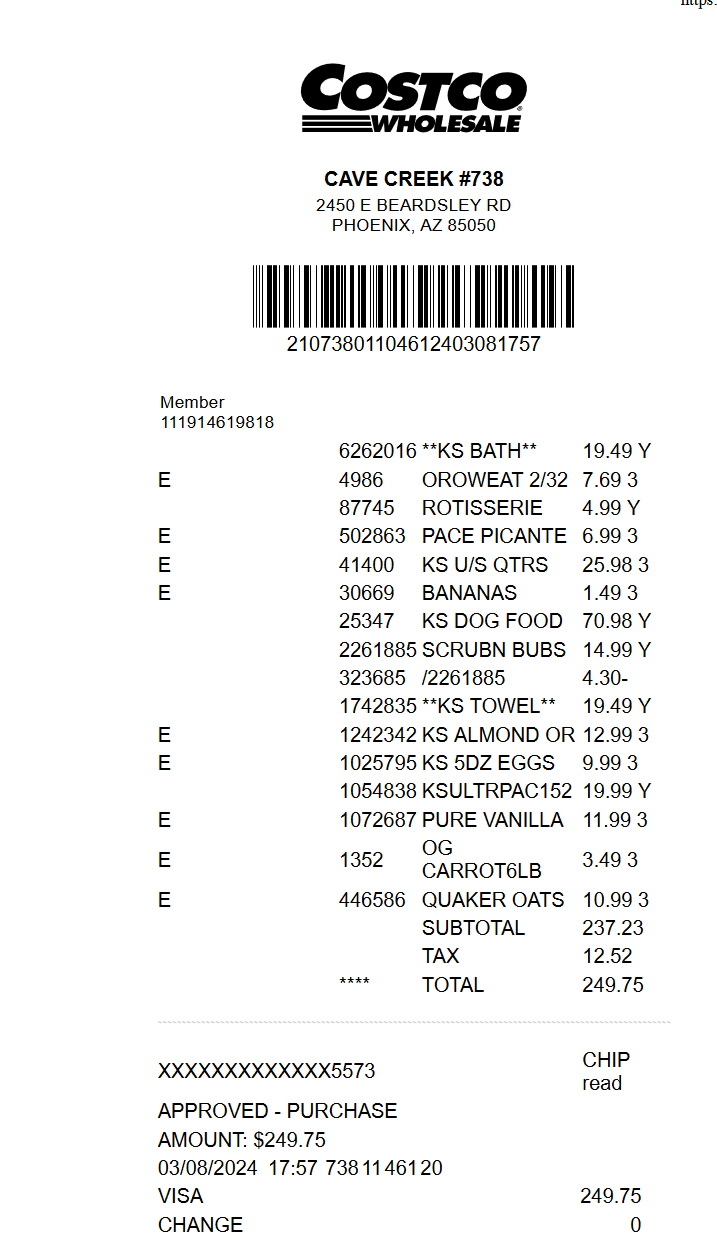 https:
COSTCO
WHOLESALE
CAVE CREEK #738
2450 E BEARDSLEY RD
PHOENIX, AZ 85050
21073801104612403081757
Member
111914619818
6262016 **KS BATH** 19.49 Y
E 4986 OROWEAT 2/32 7.69 3
87745 ROTISSERIE 4.99 Y
E 502863 PACE PICANTE 6.99 3
E 41400 KS U/S QTRS 25.98 3
E 30669 BANANAS 1.49 3
25347 KS DOG FOOD 70.98 Y
2261885 SCRUBN BUBS 14.99 Y
323685 /2261885 4.30-
1742835 **KS TOWEL** 19.49 Y
E 1242342 KS ALMOND OR 12.99 3
E 1025795 KS 5DZ EGGS 9.99 3
1054838 KSULTRPAC152 19.99 Y
E 1072687 PURE VANILLA 11.99 3
E 1352 OG CARROT6LB 3.49 3
E 446586 QUAKER OATS 10.99 3
SUBTOTAL 237.23
TAX 12.52
**** TOTAL 249.75
XXXXXXXXXXXXX5573 CHIP read
APPROVED - PURCHASE
AMOUNT: $249.75
03/08/2024 17:57 738 11 461 20
VISA 249.75
CHANGE 0